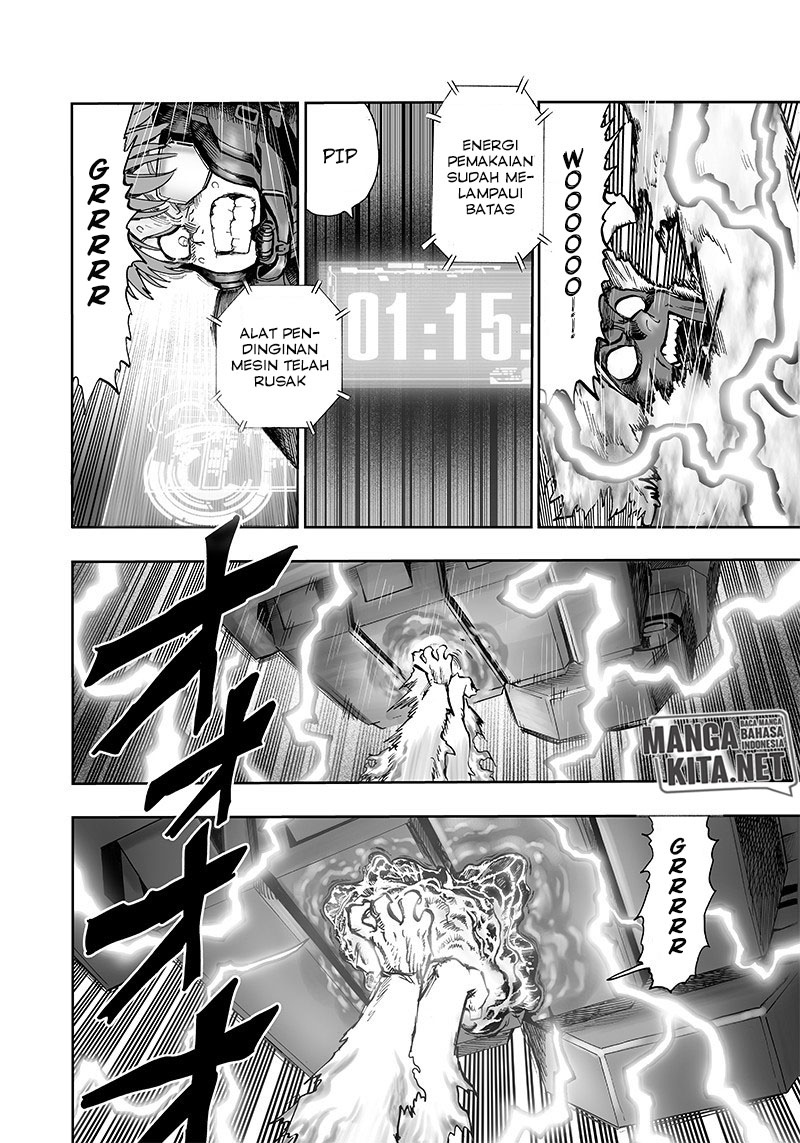 WOOOOOO!!
ENERGI
PEMAKAIAN
SUDAH ME-
LAMPAUI
BATAS
PIP
01:15:
ALAT PEN-
DINGINAN
MESIN TELAH
RUSAK
GRRRRR
オオオオ
MANGA
KITA.NET
BACA MANGA
BAHASA
INDONESIA
GRRRRR